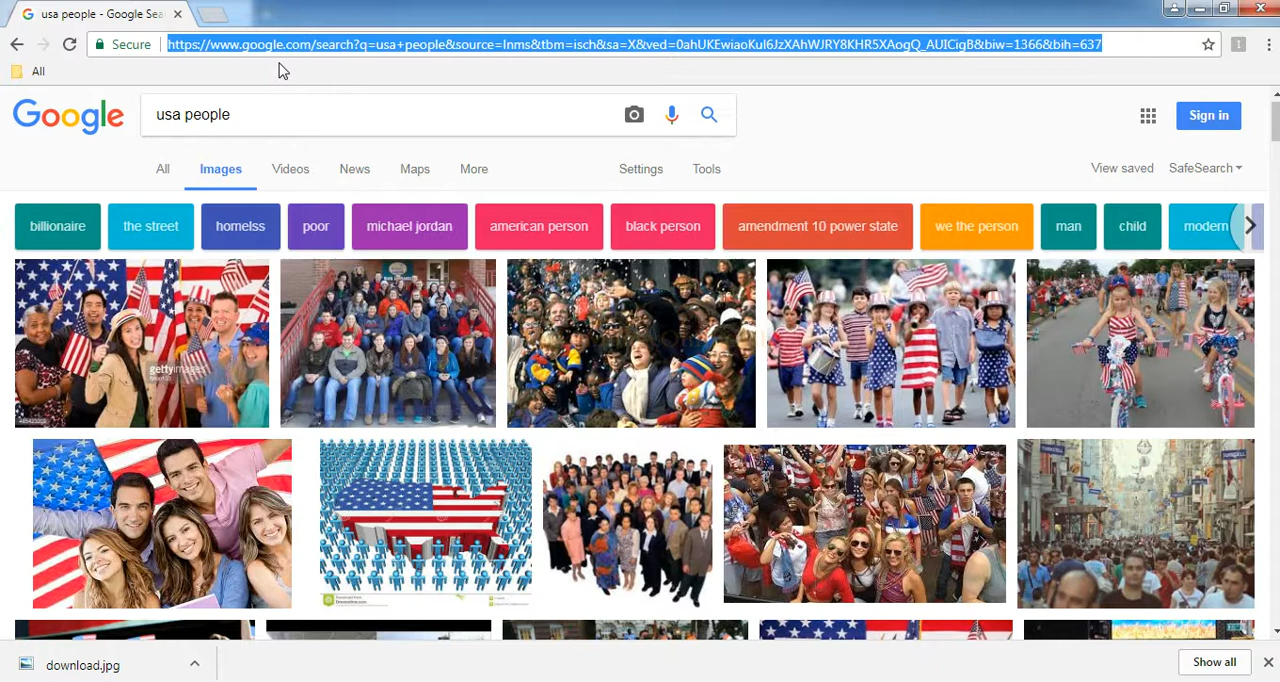 usa people - Google Sea
Secure
https://www.google.com/search?q=usa+people&source=lnms&tbm=isch&sa=X&ved=0ahUKEwiaoKuI6JzXAhWJRY8KHR5XAogQ_AUICigB&biw=1366&bih=637
All
Google
usa people
Sign in
All Images Videos News Maps More Settings Tools View saved SafeSearch
billionaire the street homelss poor michael jordan american person black person amendment 10 power state we the person man child modern
gettyimages
download.jpg
Show all